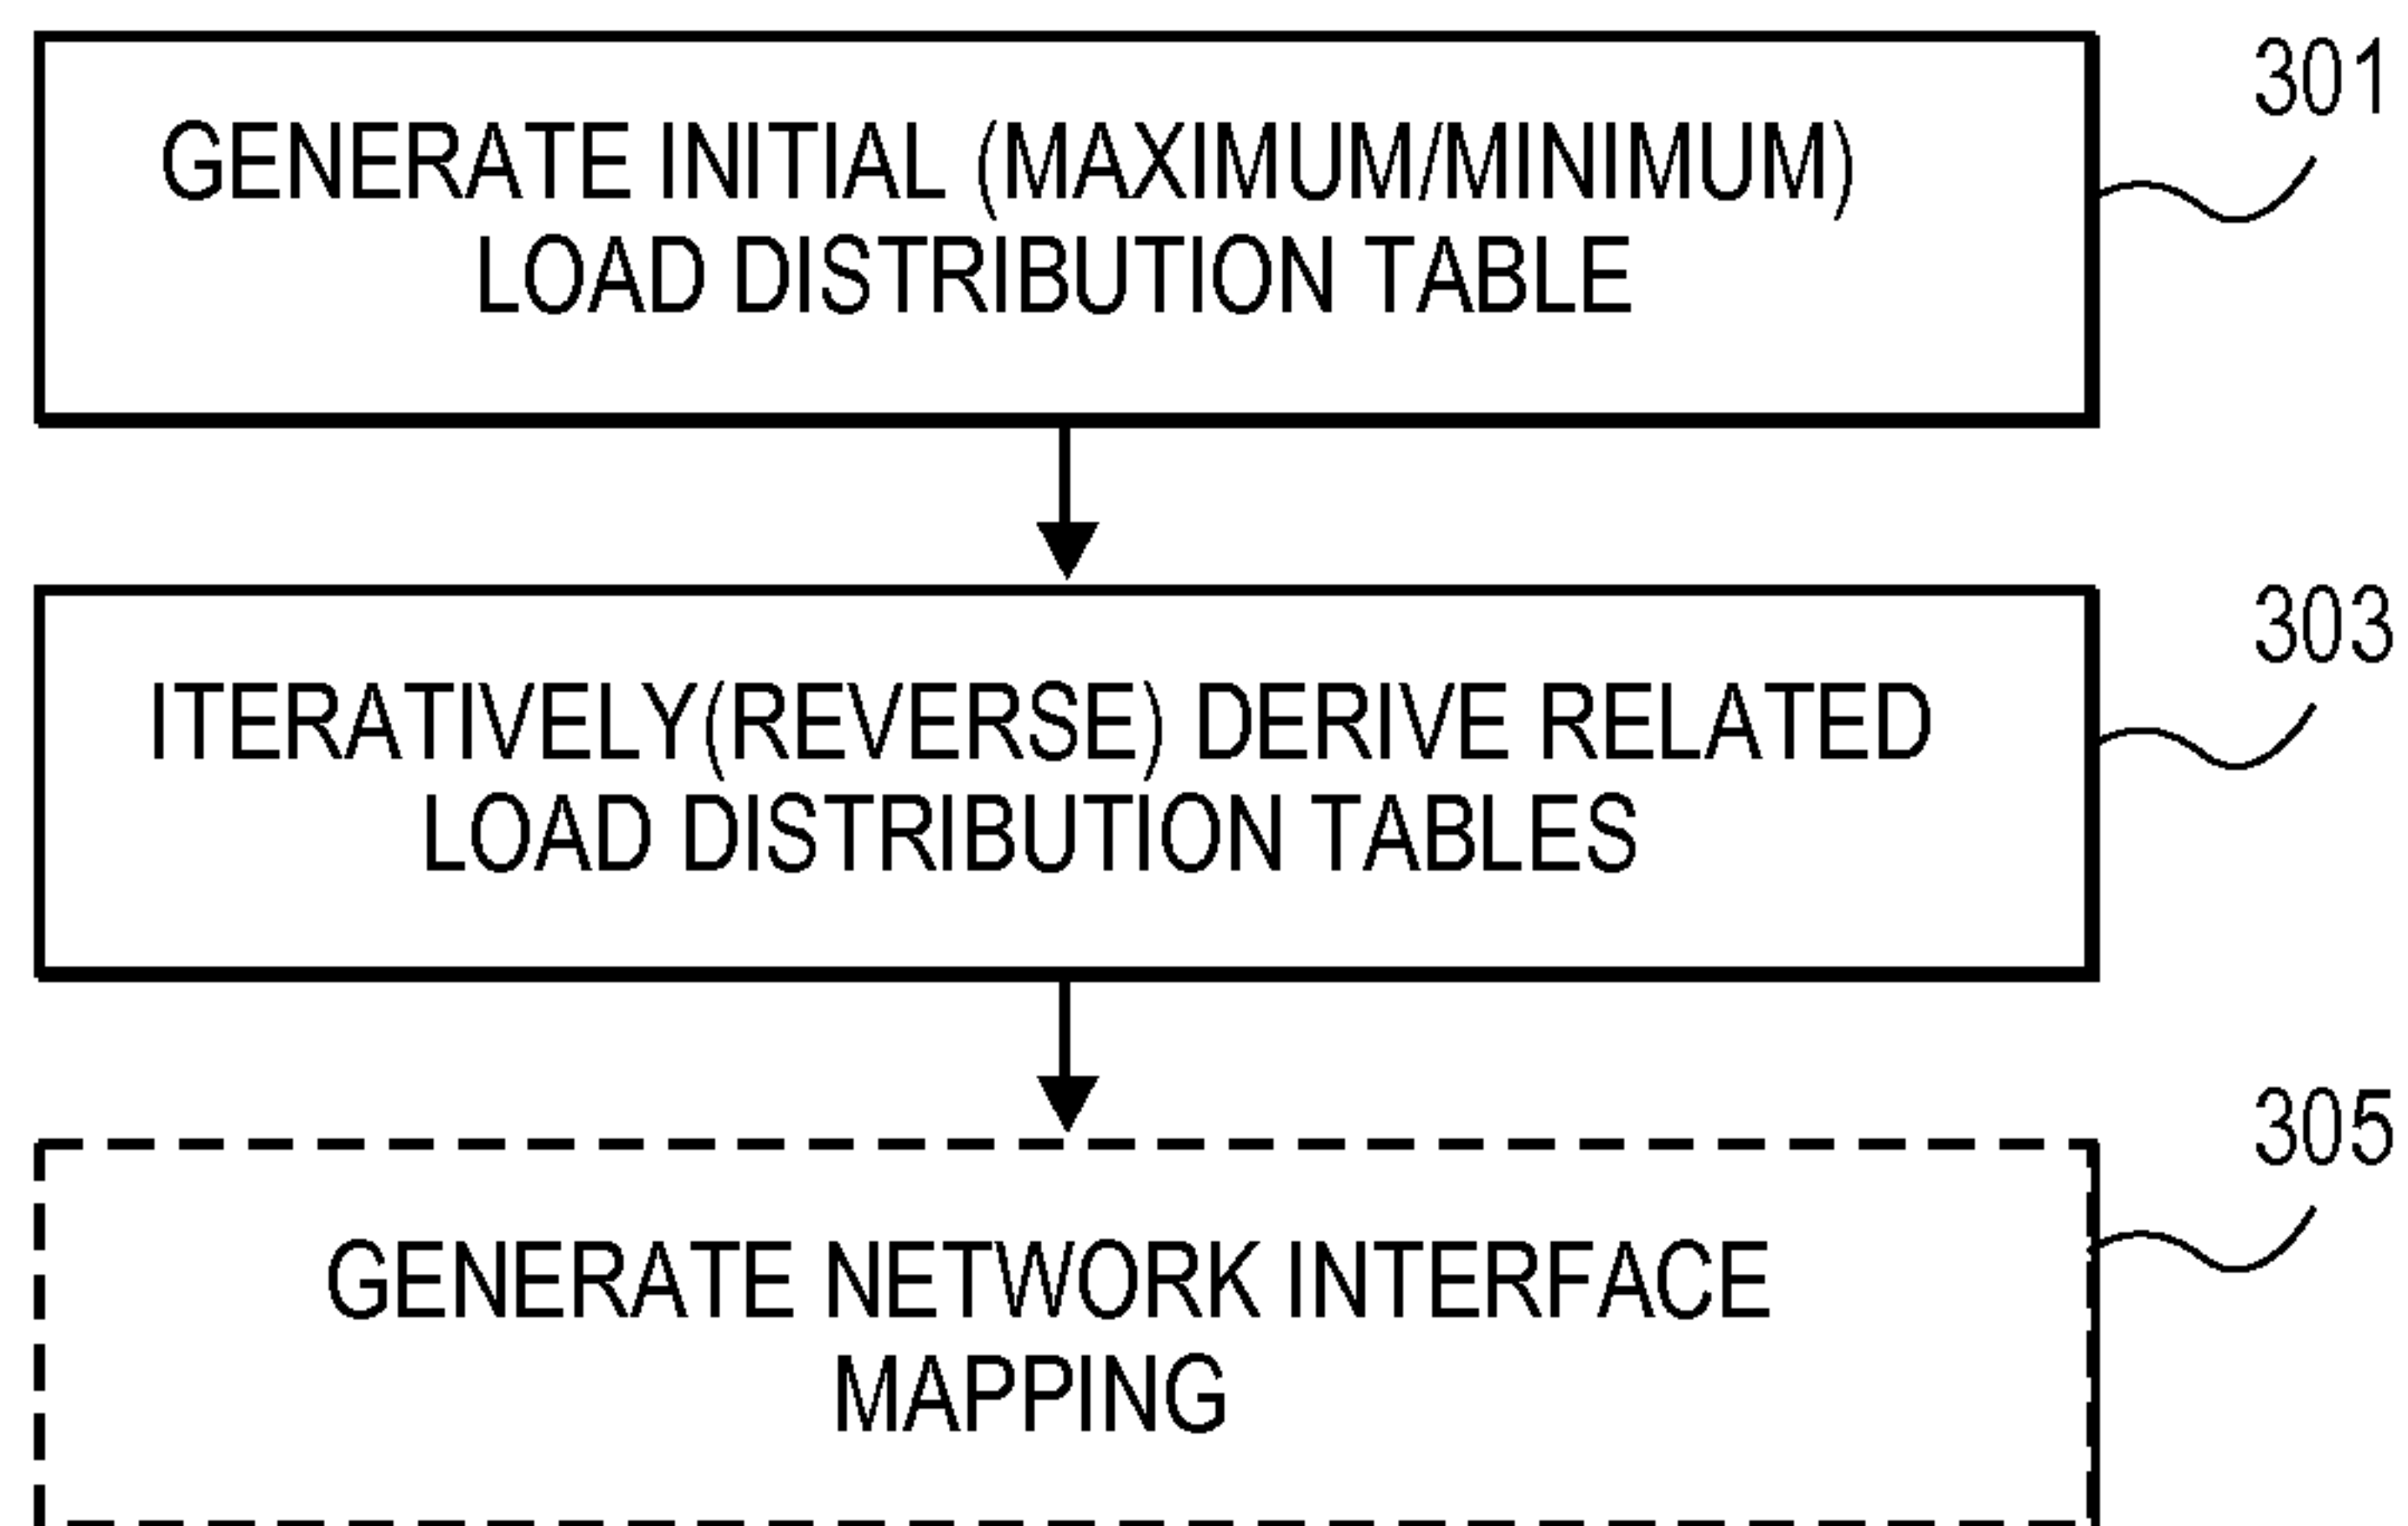 301
GENERATE INITIAL (MAXIMUM/MINIMUM)
LOAD DISTRIBUTION TABLE
303
ITERATIVELY(REVERSE) DERIVE RELATED
LOAD DISTRIBUTION TABLES
305
GENERATE NETWORK INTERFACE
MAPPING